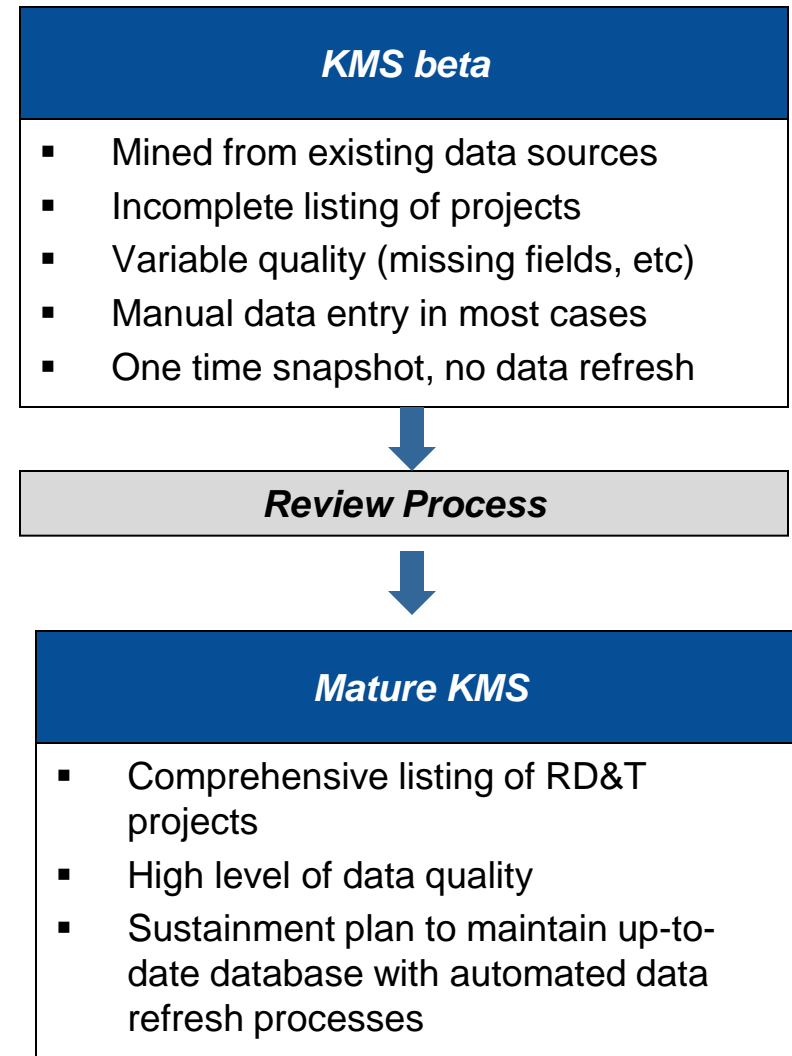 KMS beta
▪ Mined from existing data sources
▪ Incomplete listing of projects
▪ Variable quality (missing fields, etc)
▪ Manual data entry in most cases
▪ One time snapshot, no data refresh
Review Process
Mature KMS
▪ Comprehensive listing of RD&T
projects
▪ High level of data quality
▪ Sustainment plan to maintain up-to-
date database with automated data
refresh processes